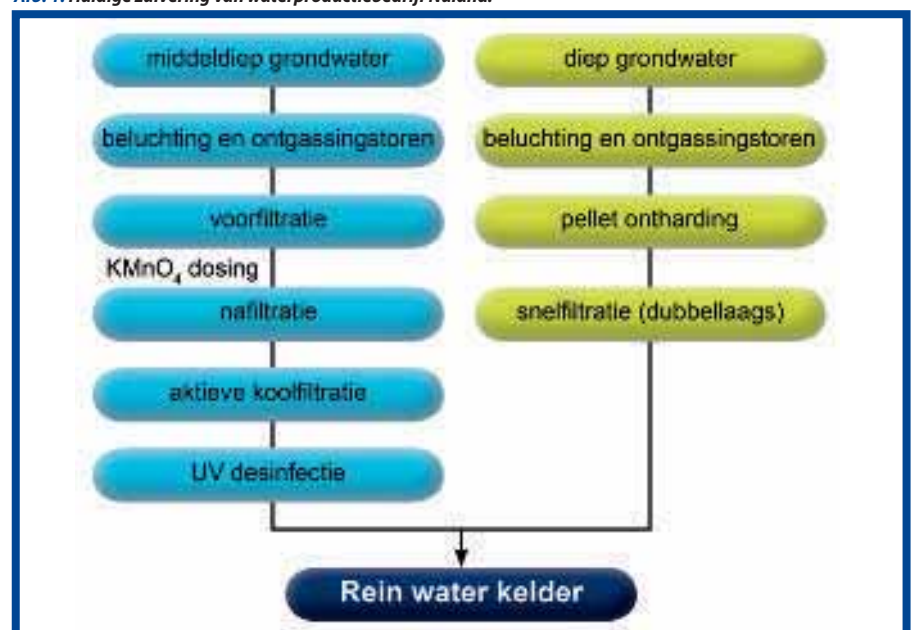 middeldiep grondwater
beluchting en ontgassingstoren
voorfiltratie
KMnO₄ dosing
nafiltratie
aktieve koolfiltratie
UV desinfectie
diep grondwater
beluchting en ontgassingstoren
pellet ontharding
snelfiltratie (dubbellaags)
Rein water kelder